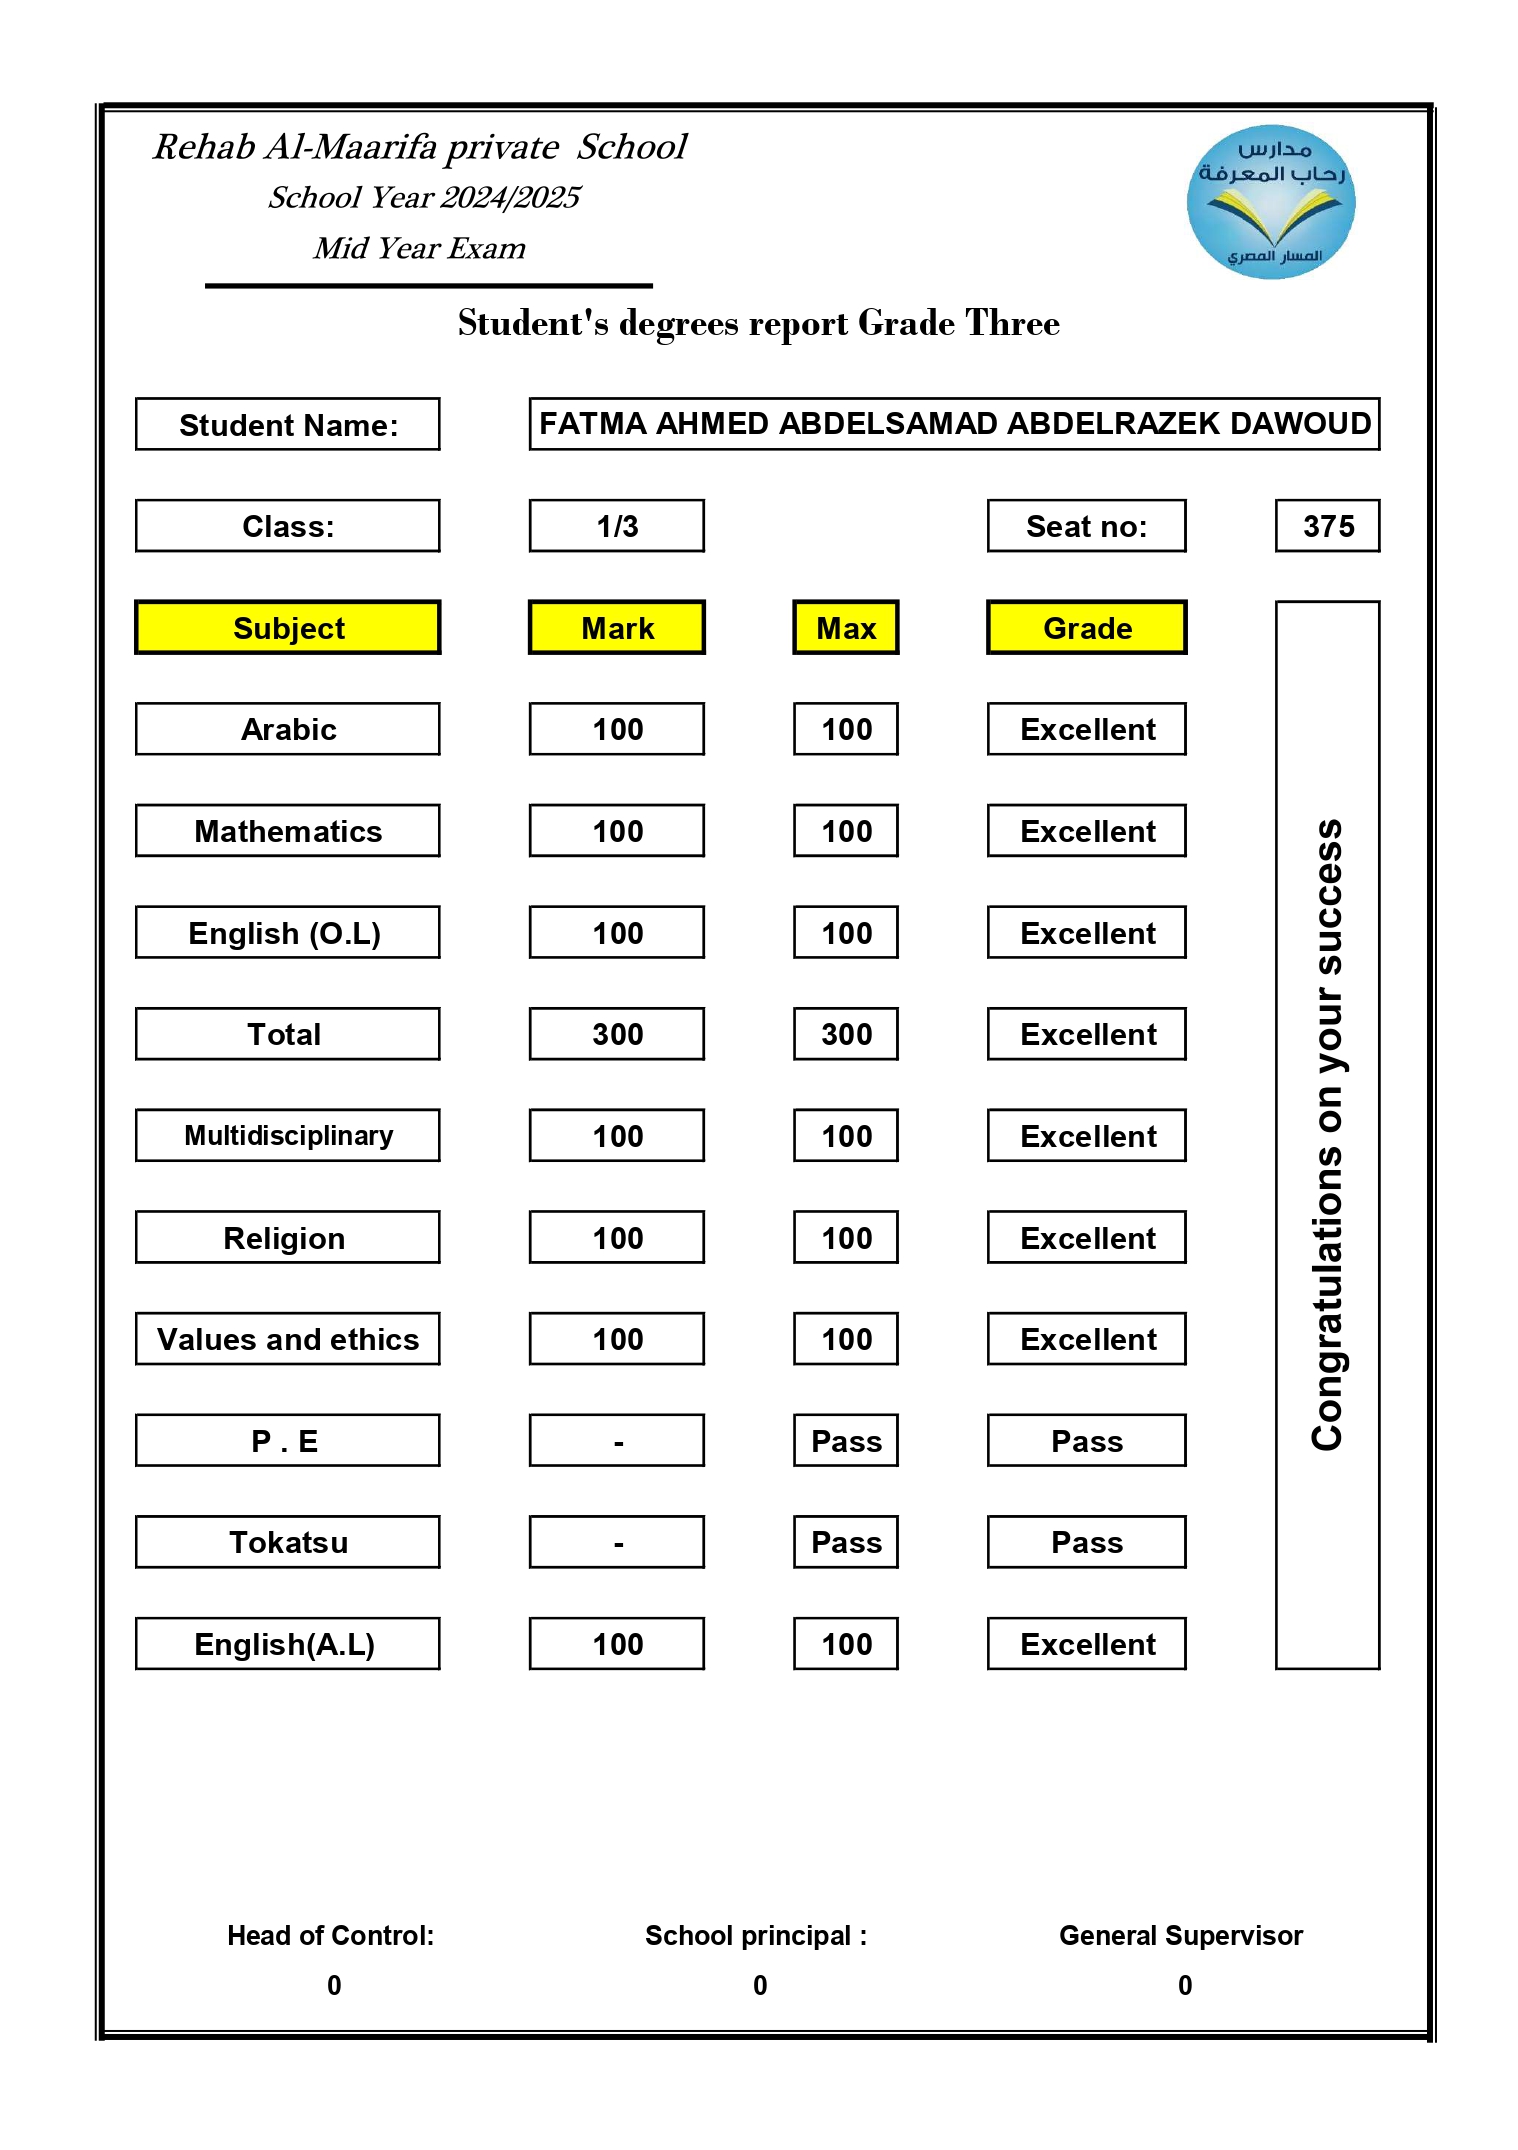 Rehab Al-Maarifa private School
School Year 2024/2025
Mid Year Exam
مدارس
رحاب المعرفة
المسار المصري
Student's degrees report Grade Three
Student Name: FATMA AHMED ABDELSAMAD ABDELRAZEK DAWOUD
Class: 1/3 Seat no: 375
Subject Mark Max Grade
Arabic 100 100 Excellent
Mathematics 100 100 Excellent
English (O.L) 100 100 Excellent
Total 300 300 Excellent
Multidisciplinary 100 100 Excellent
Religion 100 100 Excellent
Values and ethics 100 100 Excellent
P . E - Pass Pass
Tokatsu - Pass Pass
English(A.L) 100 100 Excellent
Congratulations on your success
Head of Control: School principal : General Supervisor
0 0 0